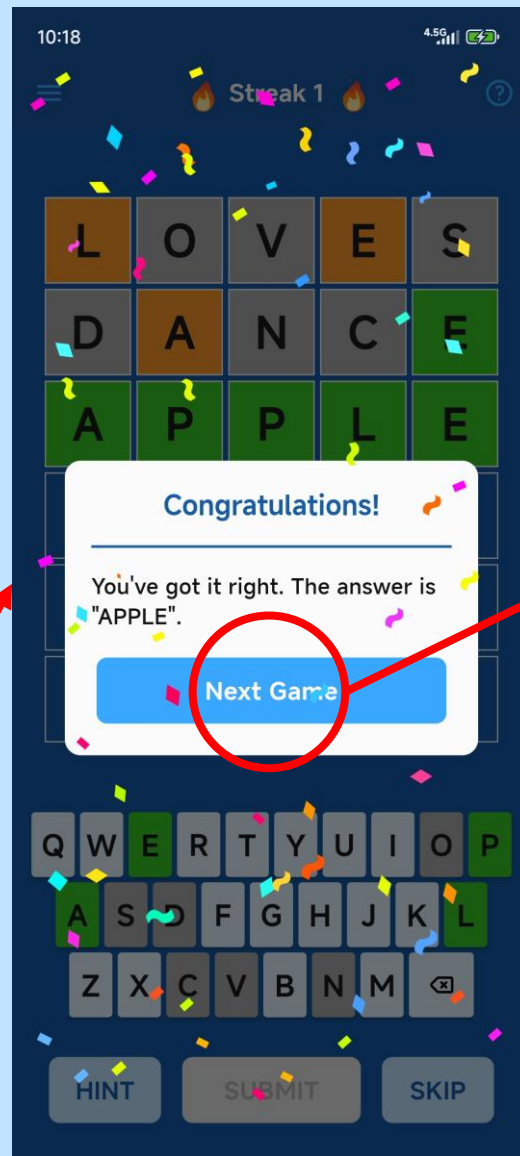 10:18 4.5G
Streak 1 ?
L O V E S
D A N C E
A P P L E
Congratulations!
You've got it right. The answer is
"APPLE".
Next Game
Q W E R T Y U I O P
A S D F G H J K L
Z X C V B N M
HINT SUBMIT SKIP